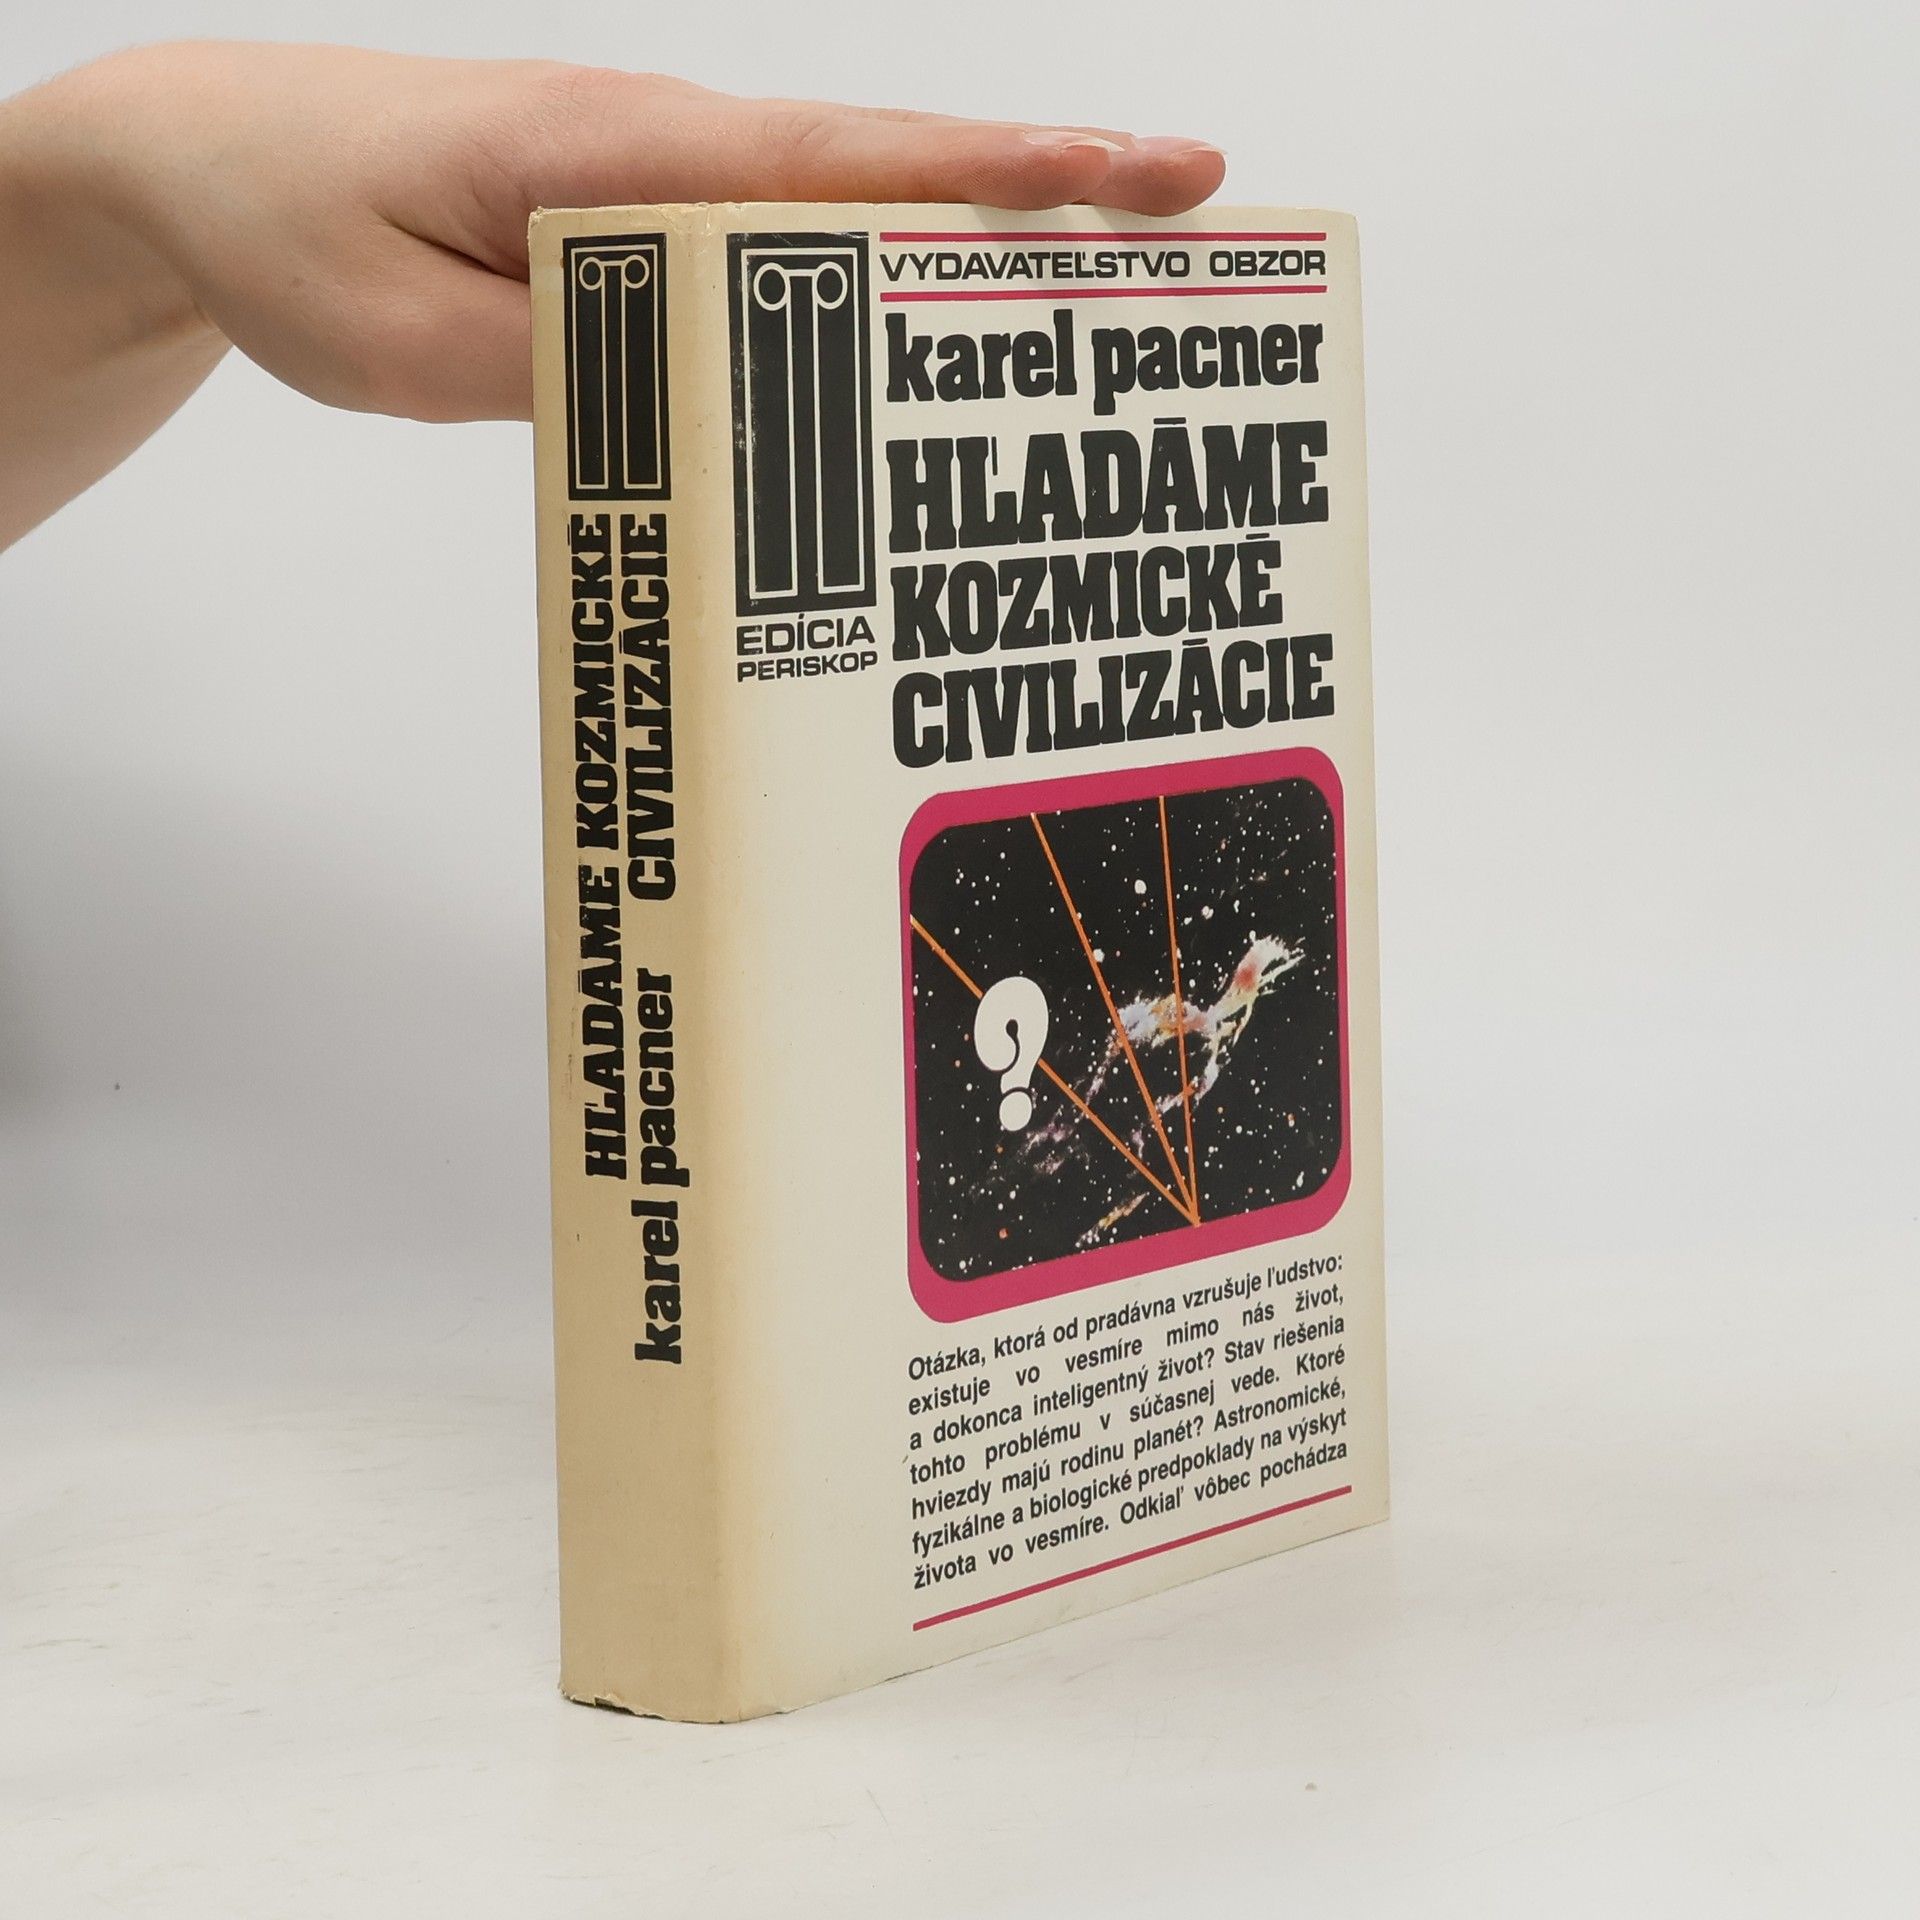 HĽADÁME KOZMICKÉ
CIVILIZÁCIE
karel pacner
VYDAVATEĽSTVO OBZOR
karel pacner
HĽADÁME
KOZMICKÉ
CIVILIZÁCIE
EDÍCIA
PERISKOP
?
Otázka, ktorá od pradávna vzrušuje ľudstvo:
existuje vo vesmíre mimo nás život,
a dokonca inteligentný život? Stav riešenia
tohto problému v súčasnej vede. Ktoré
hviezdy majú rodinu planét? Astronomické,
fyzikálne a biologické predpoklady na výskyt
života vo vesmíre. Odkiaľ vôbec pochádza